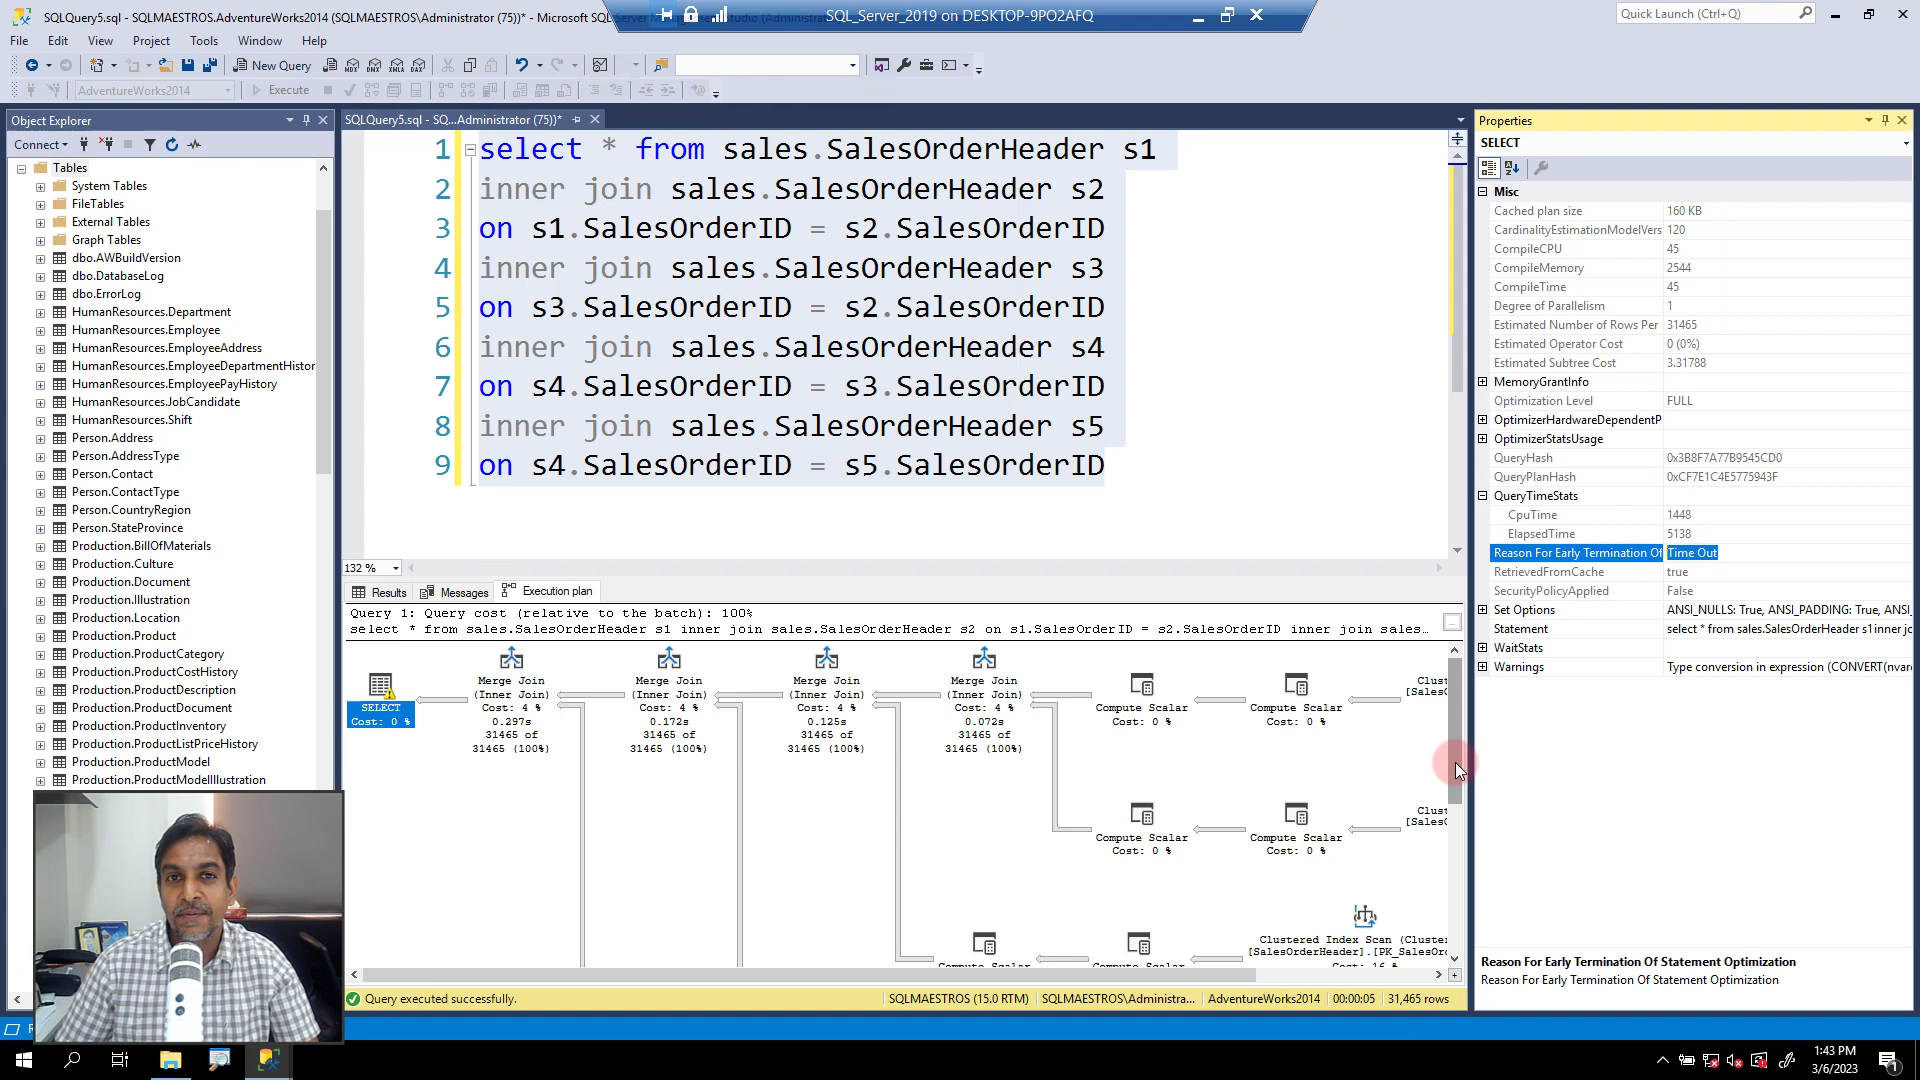 SQLQuery5.sql - SQLMAESTROS.AdventureWorks2014 (SQLMAESTROS\Administrator (75))* - Microsoft SQL
SQL_Server_2019 on DESKTOP-9PO2AFQ
Quick Launch (Ctrl+Q)
File Edit View Project Tools Window Help
New Query
AdventureWorks2014 Execute
Object Explorer
Connect
Tables
System Tables
FileTables
External Tables
Graph Tables
dbo.AWBuildVersion
dbo.DatabaseLog
dbo.ErrorLog
HumanResources.Department
HumanResources.Employee
HumanResources.EmployeeAddress
HumanResources.EmployeeDepartmentHistor
HumanResources.EmployeePayHistory
HumanResources.JobCandidate
HumanResources.Shift
Person.Address
Person.AddressType
Person.Contact
Person.ContactType
Person.CountryRegion
Person.StateProvince
Production.BillOfMaterials
Production.Culture
Production.Document
Production.Illustration
Production.Location
Production.Product
Production.ProductCategory
Production.ProductCostHistory
Production.ProductDescription
Production.ProductDocument
Production.ProductInventory
Production.ProductListPriceHistory
Production.ProductModel
Production.ProductModelIllustration
SQLQuery5.sql - SQ...Administrator (75))*
1 select * from sales.SalesOrderHeader s1
2 inner join sales.SalesOrderHeader s2
3 on s1.SalesOrderID = s2.SalesOrderID
4 inner join sales.SalesOrderHeader s3
5 on s3.SalesOrderID = s2.SalesOrderID
6 inner join sales.SalesOrderHeader s4
7 on s4.SalesOrderID = s3.SalesOrderID
8 inner join sales.SalesOrderHeader s5
9 on s4.SalesOrderID = s5.SalesOrderID
132 %
Results Messages Execution plan
Query 1: Query cost (relative to the batch): 100%
select * from sales.SalesOrderHeader s1 inner join sales.SalesOrderHeader s2 on s1.SalesOrderID = s2.SalesOrderID inner join sales...
SELECT
Cost: 0 %
Merge Join
(Inner Join)
Cost: 4 %
0.297s
31465 of
31465 (100%)
Merge Join
(Inner Join)
Cost: 4 %
0.172s
31465 of
31465 (100%)
Merge Join
(Inner Join)
Cost: 4 %
0.125s
31465 of
31465 (100%)
Merge Join
(Inner Join)
Cost: 4 %
0.072s
31465 of
31465 (100%)
Compute Scalar
Cost: 0 %
Compute Scalar
Cost: 0 %
Clust
[SalesO
Compute Scalar
Cost: 0 %
Compute Scalar
Cost: 0 %
Clust
[SalesO
Compute Scalar
Compute Scalar
Clustered Index Scan (Cluster
[SalesOrderHeader].[PK_SalesOr
Cost: 16 %
Query executed successfully.
SQLMAESTROS (15.0 RTM) SQLMAESTROS\Administra... AdventureWorks2014 00:00:05 31,465 rows
Properties
SELECT
Misc
Cached plan size 160 KB
CardinalityEstimationModelVers 120
CompileCPU 45
CompileMemory 2544
CompileTime 45
Degree of Parallelism 1
Estimated Number of Rows Per 31465
Estimated Operator Cost 0 (0%)
Estimated Subtree Cost 3.31788
MemoryGrantInfo
Optimization Level FULL
OptimizerHardwareDependentP
OptimizerStatsUsage
QueryHash 0x3B8F7A77B9545CD0
QueryPlanHash 0xCF7E1C4E5775943F
QueryTimeStats
CpuTime 1448
ElapsedTime 5138
Reason For Early Termination Of Time Out
RetrievedFromCache true
SecurityPolicyApplied False
Set Options ANSI_NULLS: True, ANSI_PADDING: True, ANSI_
Statement select * from sales.SalesOrderHeader s1inner jo
WaitStats
Warnings Type conversion in expression (CONVERT(nvarc
Reason For Early Termination Of Statement Optimization
Reason For Early Termination Of Statement Optimization
1:43 PM
3/6/2023
1